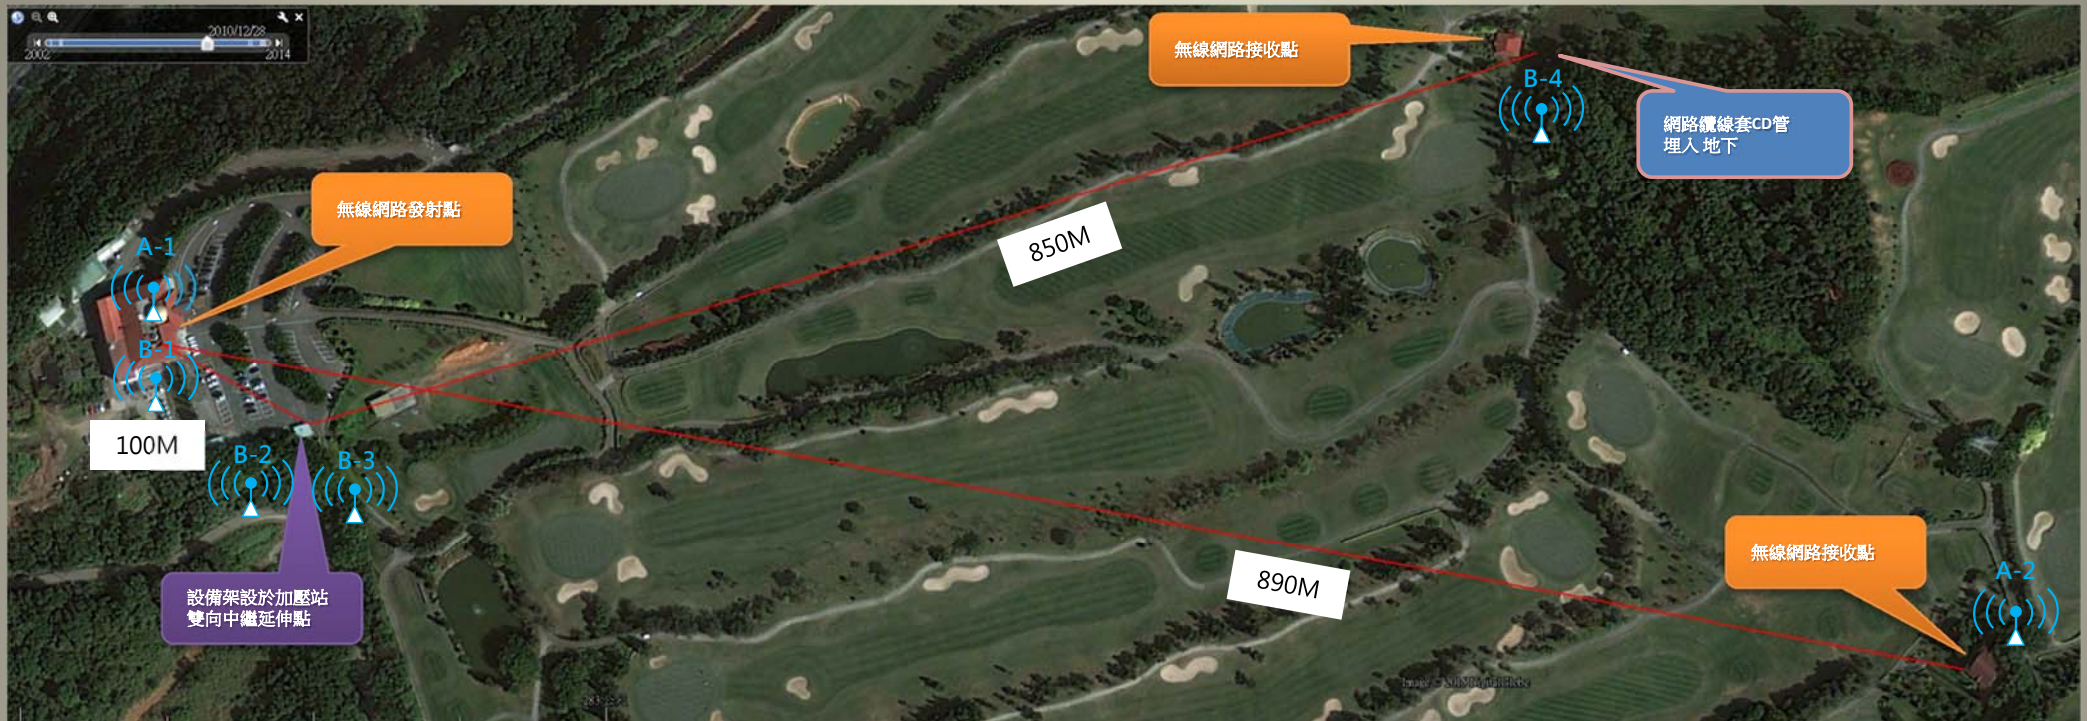 2010/12/28
2002
2014
無線網路接收點
B-4
網路纜線套CD管
埋入 地下
無線網路發射點
A-1
850M
B-1
100M
B-2
B-3
設備架設於加壓站
雙向中繼延伸點
890M
無線網路接收點
A-2